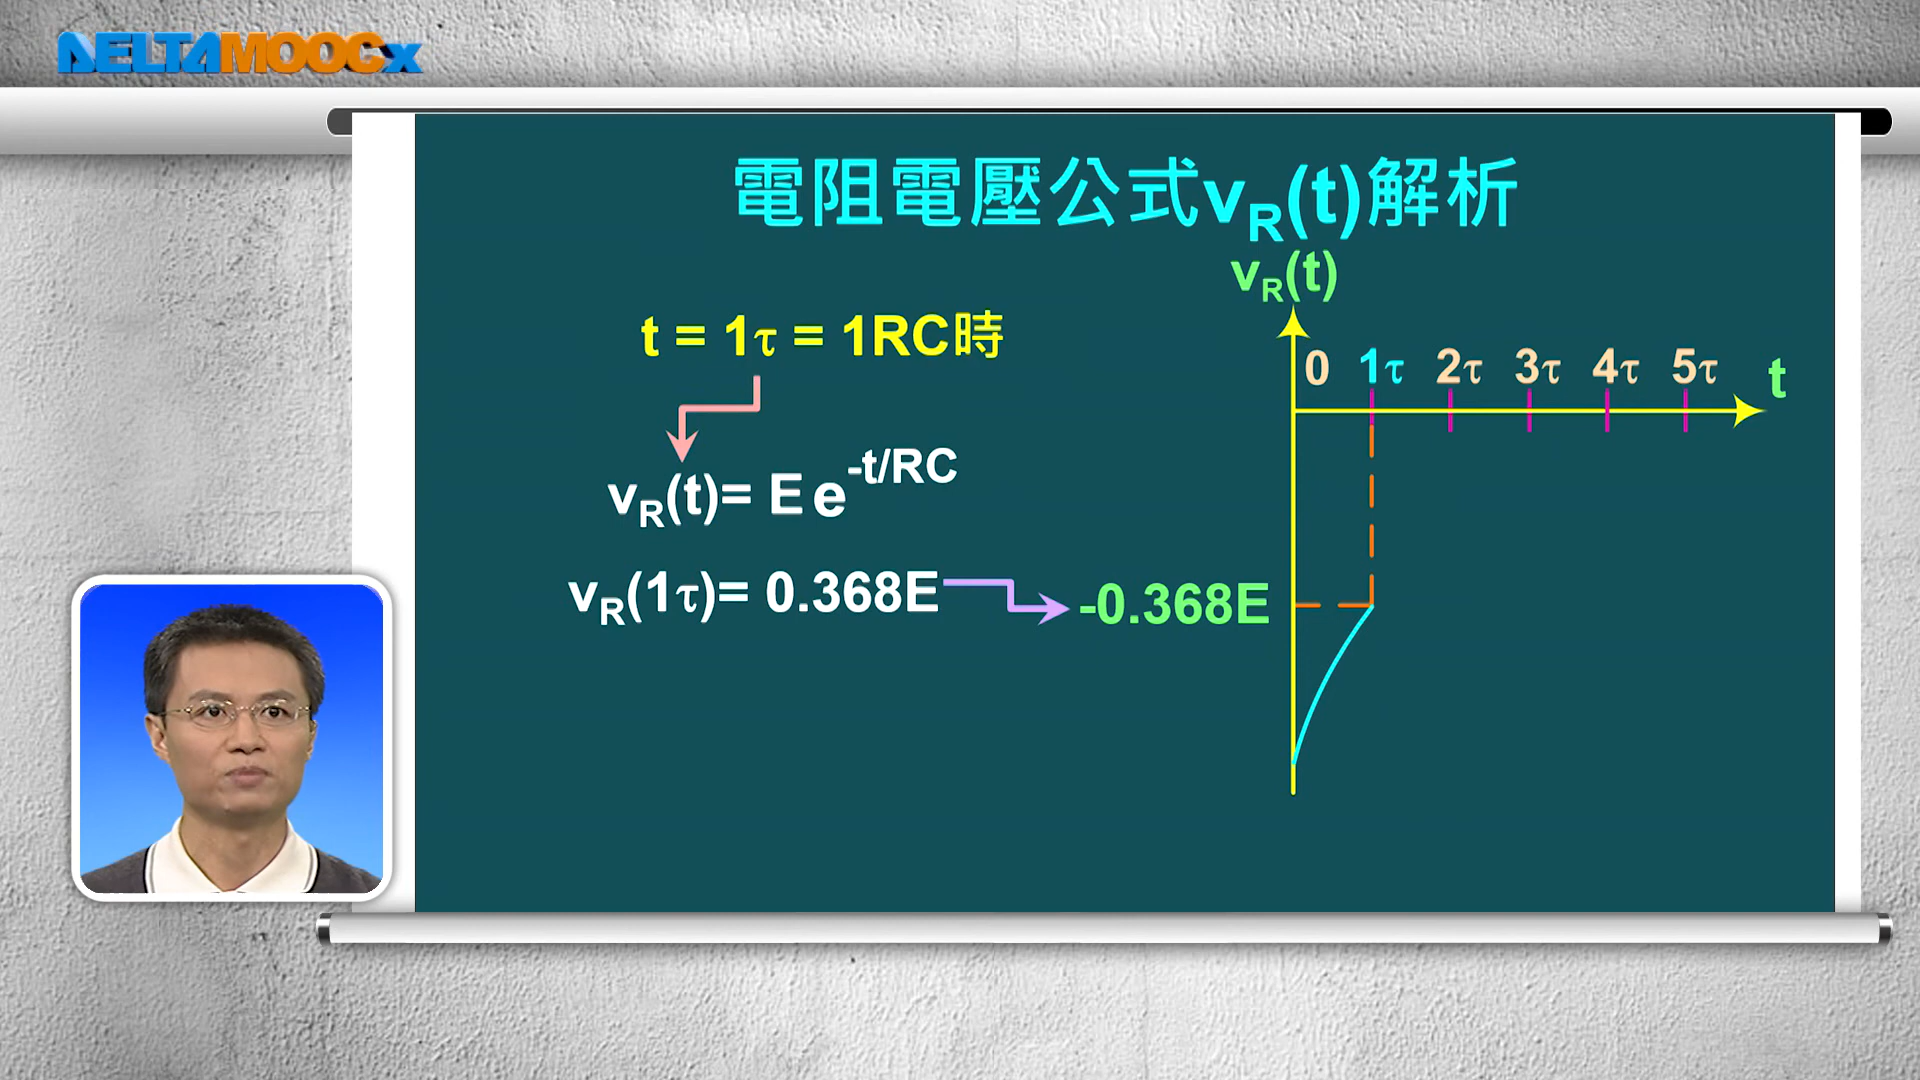 DELTAMOOCx
電阻電壓公式vR(t)解析
vR(t)
t = 1τ = 1RC時
0 1τ 2τ 3τ 4τ 5τ t
vR(t)= E e-t/RC
vR(1τ)= 0.368E
-0.368E